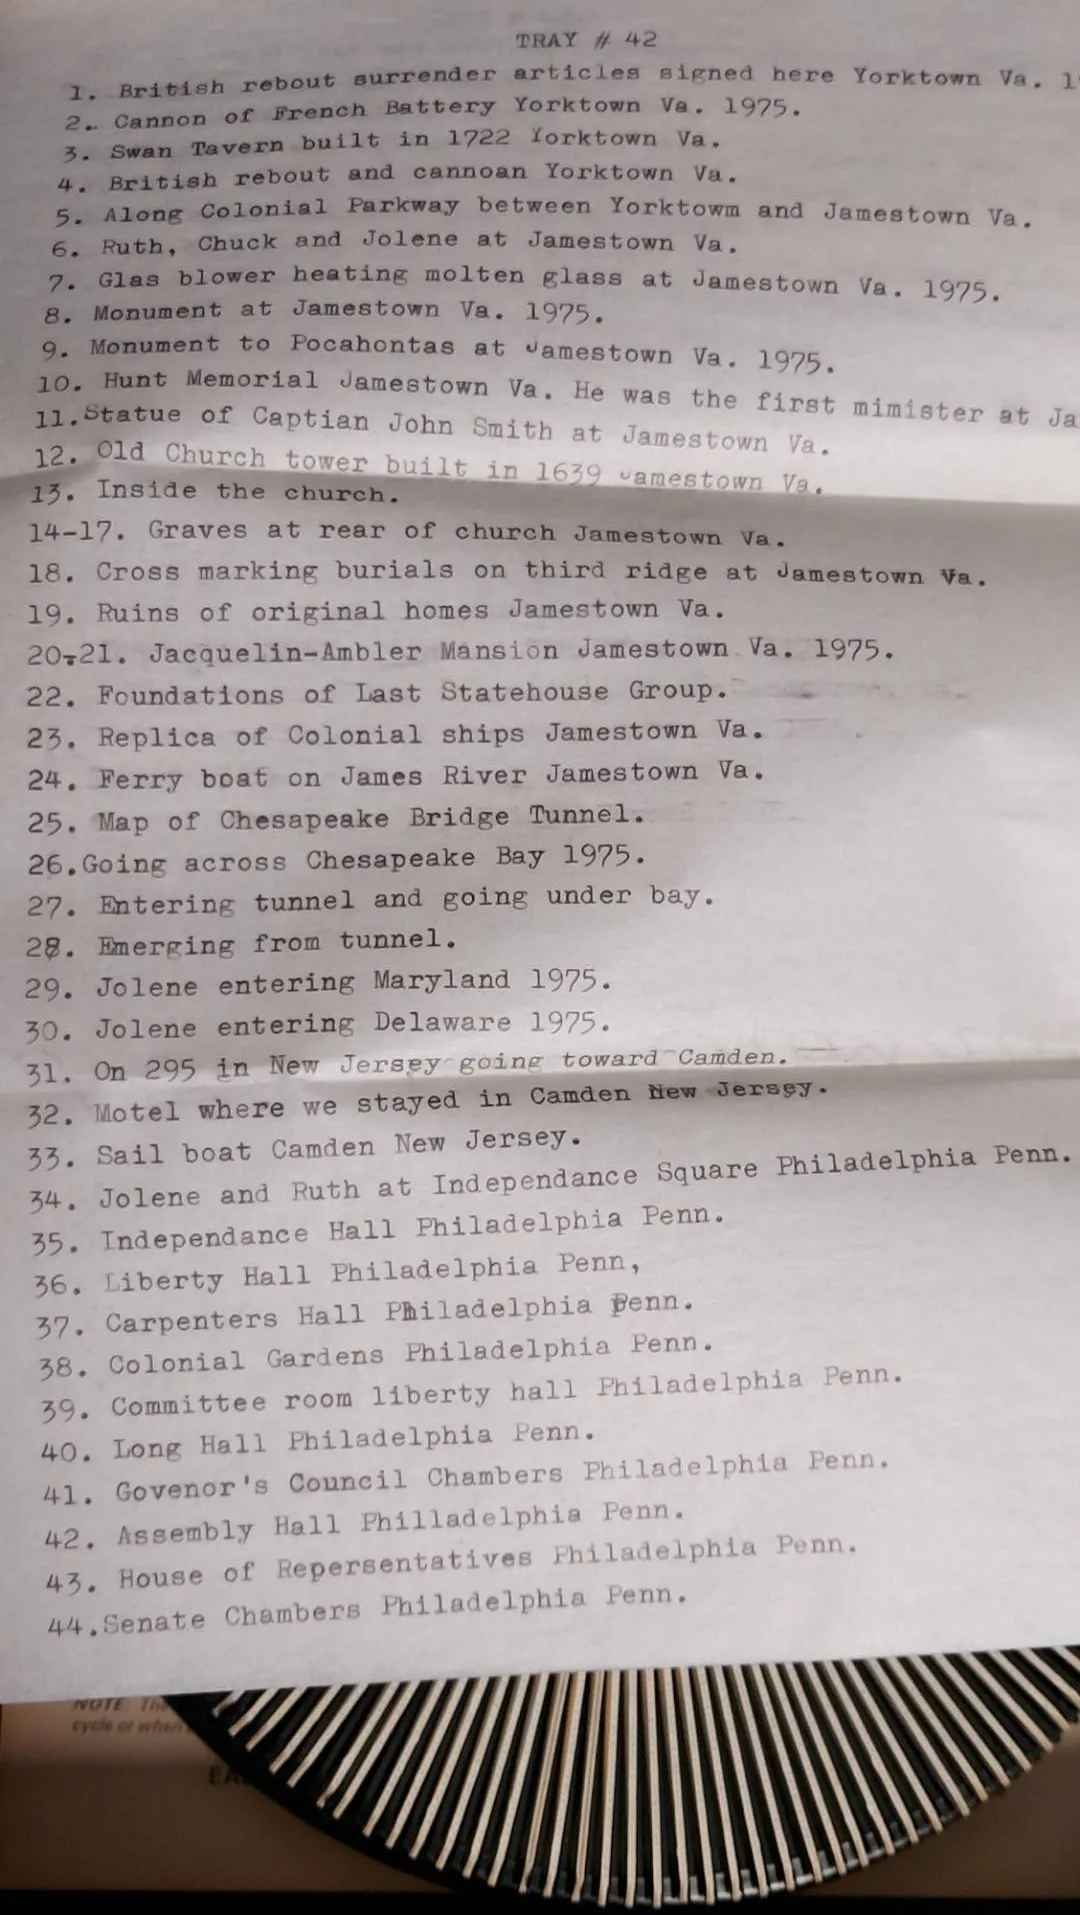 TRAY # 42
1. British rebout surrender articles signed here Yorktown Va.
2. Cannon of French Battery Yorktown Va. 1975.
3. Swan Tavern built in 1722 Yorktown Va.
4. British rebout and cannoan Yorktown Va.
5. Along Colonial Parkway between Yorktowm and Jamestown Va.
6. Ruth, Chuck and Jolene at Jamestown Va.
7. Glas blower heating molten glass at Jamestown Va. 1975.
8. Monument at Jamestown Va. 1975.
9. Monument to Pocahontas at Jamestown Va. 1975.
10. Hunt Memorial Jamestown Va. He was the first mimister at Ja
11.Statue of Captian John Smith at Jamestown Va.
12. Old Church tower built in 1639 Jamestown Va.
13. Inside the church.
14-17. Graves at rear of church Jamestown Va.
18. Cross marking burials on third ridge at Jamestown Va.
19. Ruins of original homes Jamestown Va.
20-21. Jacquelin-Ambler Mansion Jamestown Va. 1975.
22. Foundations of Last Statehouse Group.
23. Replica of Colonial ships Jamestown Va.
24. Ferry boat on James River Jamestown Va.
25. Map of Chesapeake Bridge Tunnel.
26.Going across Chesapeake Bay 1975.
27. Entering tunnel and going under bay.
28. Emerging from tunnel.
29. Jolene entering Maryland 1975.
30. Jolene entering Delaware 1975.
31. On 295 in New Jersey going toward Camden.
32. Motel where we stayed in Camden New Jersey.
33. Sail boat Camden New Jersey.
34. Jolene and Ruth at Independance Square Philadelphia Penn.
35. Independance Hall Philadelphia Penn.
36. Liberty Hall Philadelphia Penn,
37. Carpenters Hall Philadelphia Penn.
38. Colonial Gardens Philadelphia Penn.
39. Committee room liberty hall Philadelphia Penn.
40. Long Hall Philadelphia Penn.
41. Govenor's Council Chambers Philadelphia Penn.
42. Assembly Hall Philladelphia Penn.
43. House of Repersentatives Philadelphia Penn.
44.Senate Chambers Philadelphia Penn.
NOTE: The
cycle or when